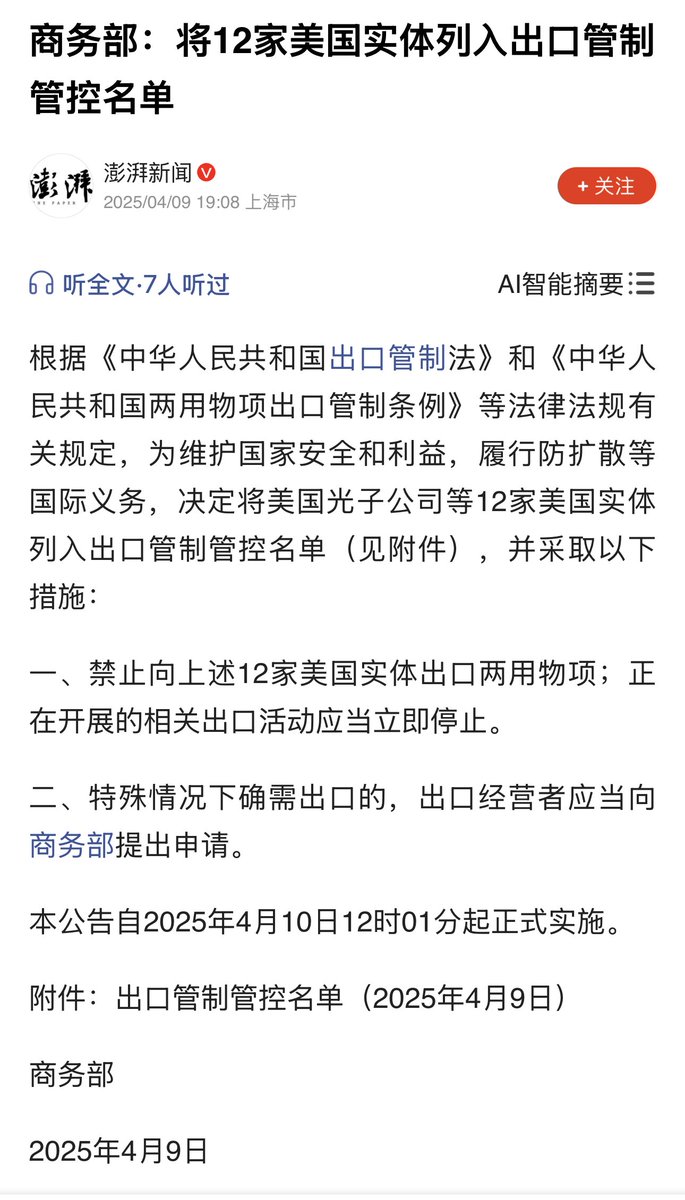 商务部：将12家美国实体列入出口管制
管控名单
澎湃新闻
澎湃
THE PAPER
2025/04/09 19:08 上海市
+ 关注
听全文·7人听过
AI智能摘要
根据《中华人民共和国出口管制法》和《中华人
民共和国两用物项出口管制条例》等法律法规有
关规定，为维护国家安全和利益，履行防扩散等
国际义务，决定将美国光子公司等12家美国实体
列入出口管制管控名单（见附件），并采取以下
措施：
一、禁止向上述12家美国实体出口两用物项；正
在开展的相关出口活动应当立即停止。
二、特殊情况下确需出口的，出口经营者应当向
商务部提出申请。
本公告自2025年4月10日12时01分起正式实施。
附件：出口管制管控名单（2025年4月9日）
商务部
2025年4月9日